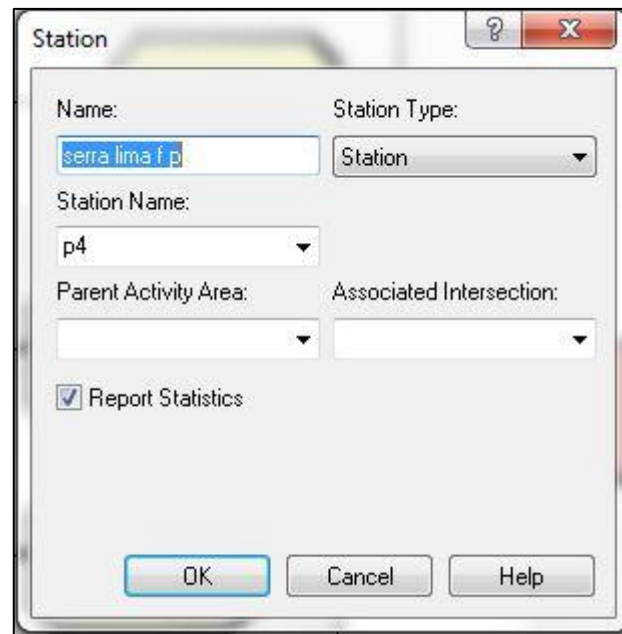 Station
Name: Station Type:
serra lima f p Station
Station Name:
p4
Parent Activity Area: Associated Intersection:
Report Statistics
OK Cancel Help